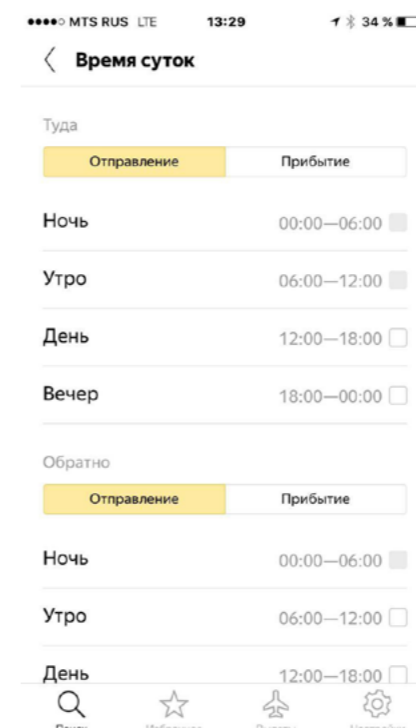 MTS RUS LTE 13:29 34 %
Время суток
Туда
Отправление Прибытие
Ночь 00:00—06:00
Утро 06:00—12:00
День 12:00—18:00
Вечер 18:00—00:00
Обратно
Отправление Прибытие
Ночь 00:00—06:00
Утро 06:00—12:00
День 12:00—18:00